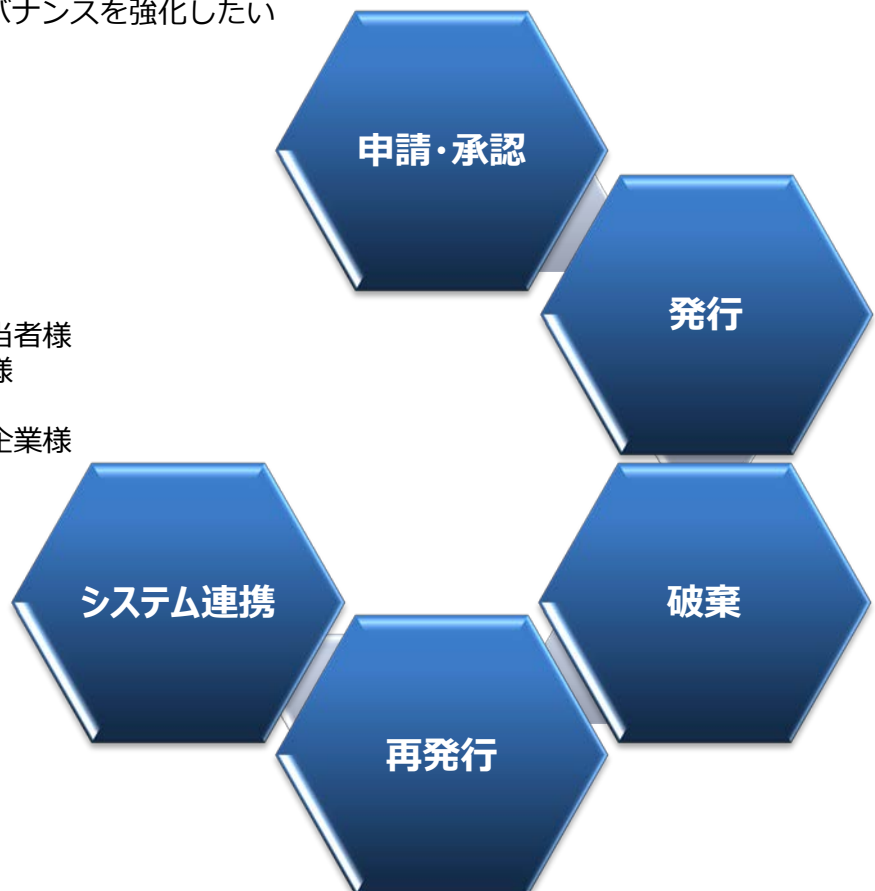 バナンスを強化したい
申請・承認
発行
当者様
様
企業様
システム連携
破棄
再発行